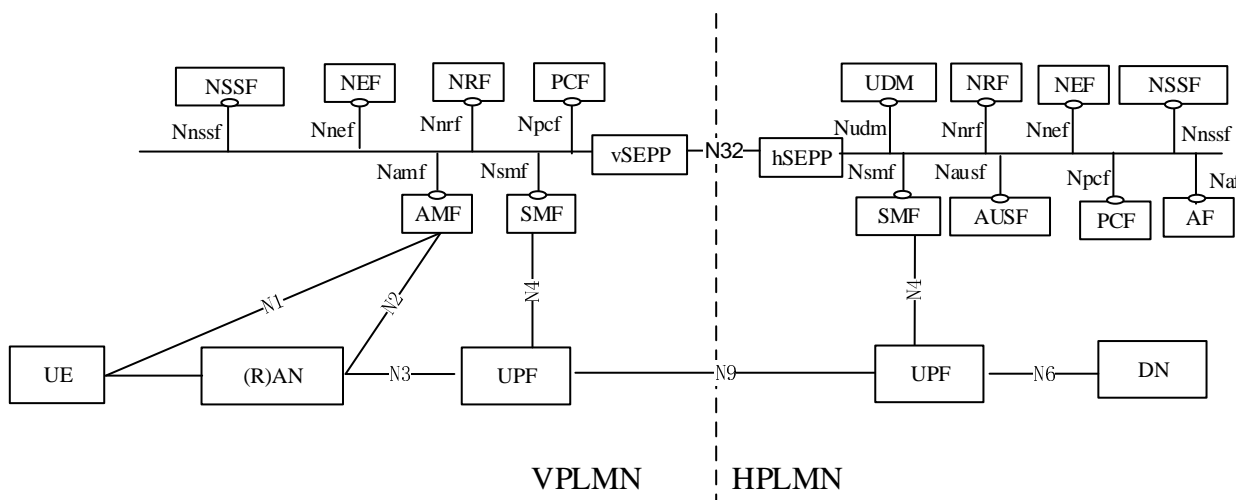 NSSF NEF NRF PCF UDM NRF NEF NSSF
Nnssf Nnef Nnrf Npcf Nudm Nnrf Nnef Nnssf
vSEPP N32 hSEPP
Namf Nsmf Nsmf Nausf Npcf
AMF SMF SMF AUSF PCF AF
N1 N2 N4 N4
UE (R)AN N3 UPF N9 UPF N6 DN
VPLMN HPLMN